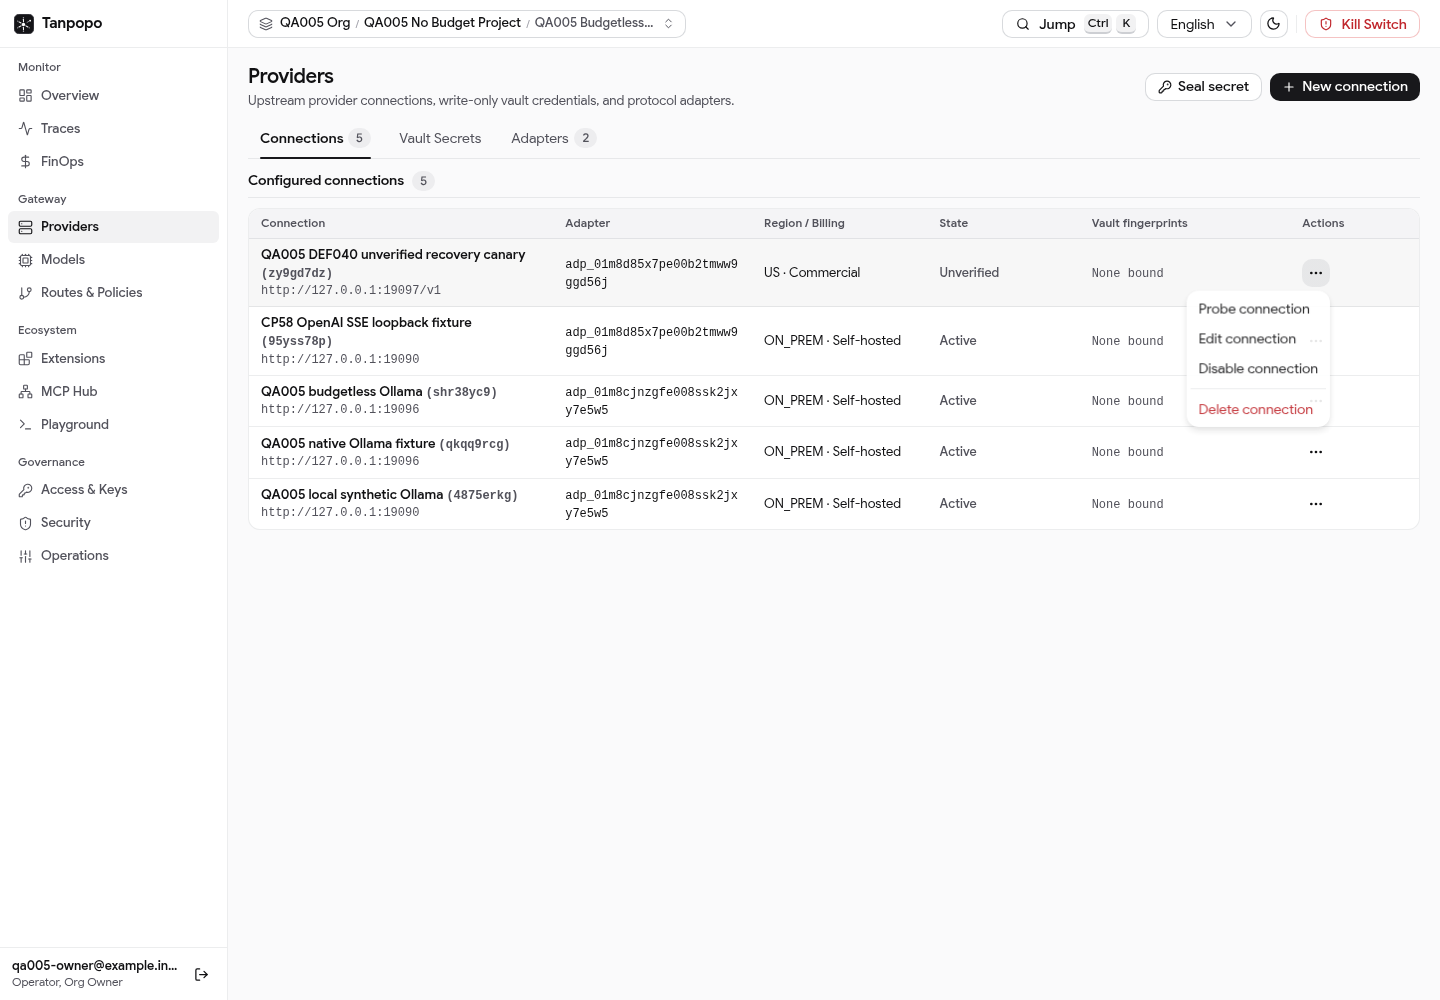 Tanpopo
QA005 Org / QA005 No Budget Project / QA005 Budgetless...
Jump Ctrl K
English
Kill Switch
Monitor
Overview
Traces
FinOps
Gateway
Providers
Models
Routes & Policies
Ecosystem
Extensions
MCP Hub
Playground
Governance
Access & Keys
Security
Operations
qa005-owner@example.in...
Operator, Org Owner
Providers
Upstream provider connections, write-only vault credentials, and protocol adapters.
Seal secret
New connection
Connections 5
Vault Secrets
Adapters 2
Configured connections 5
Connection Adapter Region / Billing State Vault fingerprints Actions
QA005 DEF040 unverified recovery canary
(zy9gd7dz)
http://127.0.0.1:19097/v1
adp_01m8d85x7pe00b2tmww9
ggd56j
US · Commercial
Unverified
None bound
CP58 OpenAI SSE loopback fixture
(95yss78p)
http://127.0.0.1:19090
adp_01m8d85x7pe00b2tmww9
ggd56j
ON_PREM · Self-hosted
Active
None bound
QA005 budgetless Ollama (shr38yc9)
http://127.0.0.1:19096
adp_01m8cjnzgfe008ssk2jx
y7e5w5
ON_PREM · Self-hosted
Active
None bound
QA005 native Ollama fixture (qkqq9rcg)
http://127.0.0.1:19096
adp_01m8cjnzgfe008ssk2jx
y7e5w5
ON_PREM · Self-hosted
Active
None bound
QA005 local synthetic Ollama (4875erkg)
http://127.0.0.1:19090
adp_01m8cjnzgfe008ssk2jx
y7e5w5
ON_PREM · Self-hosted
Active
None bound
Probe connection
Edit connection
Disable connection
Delete connection